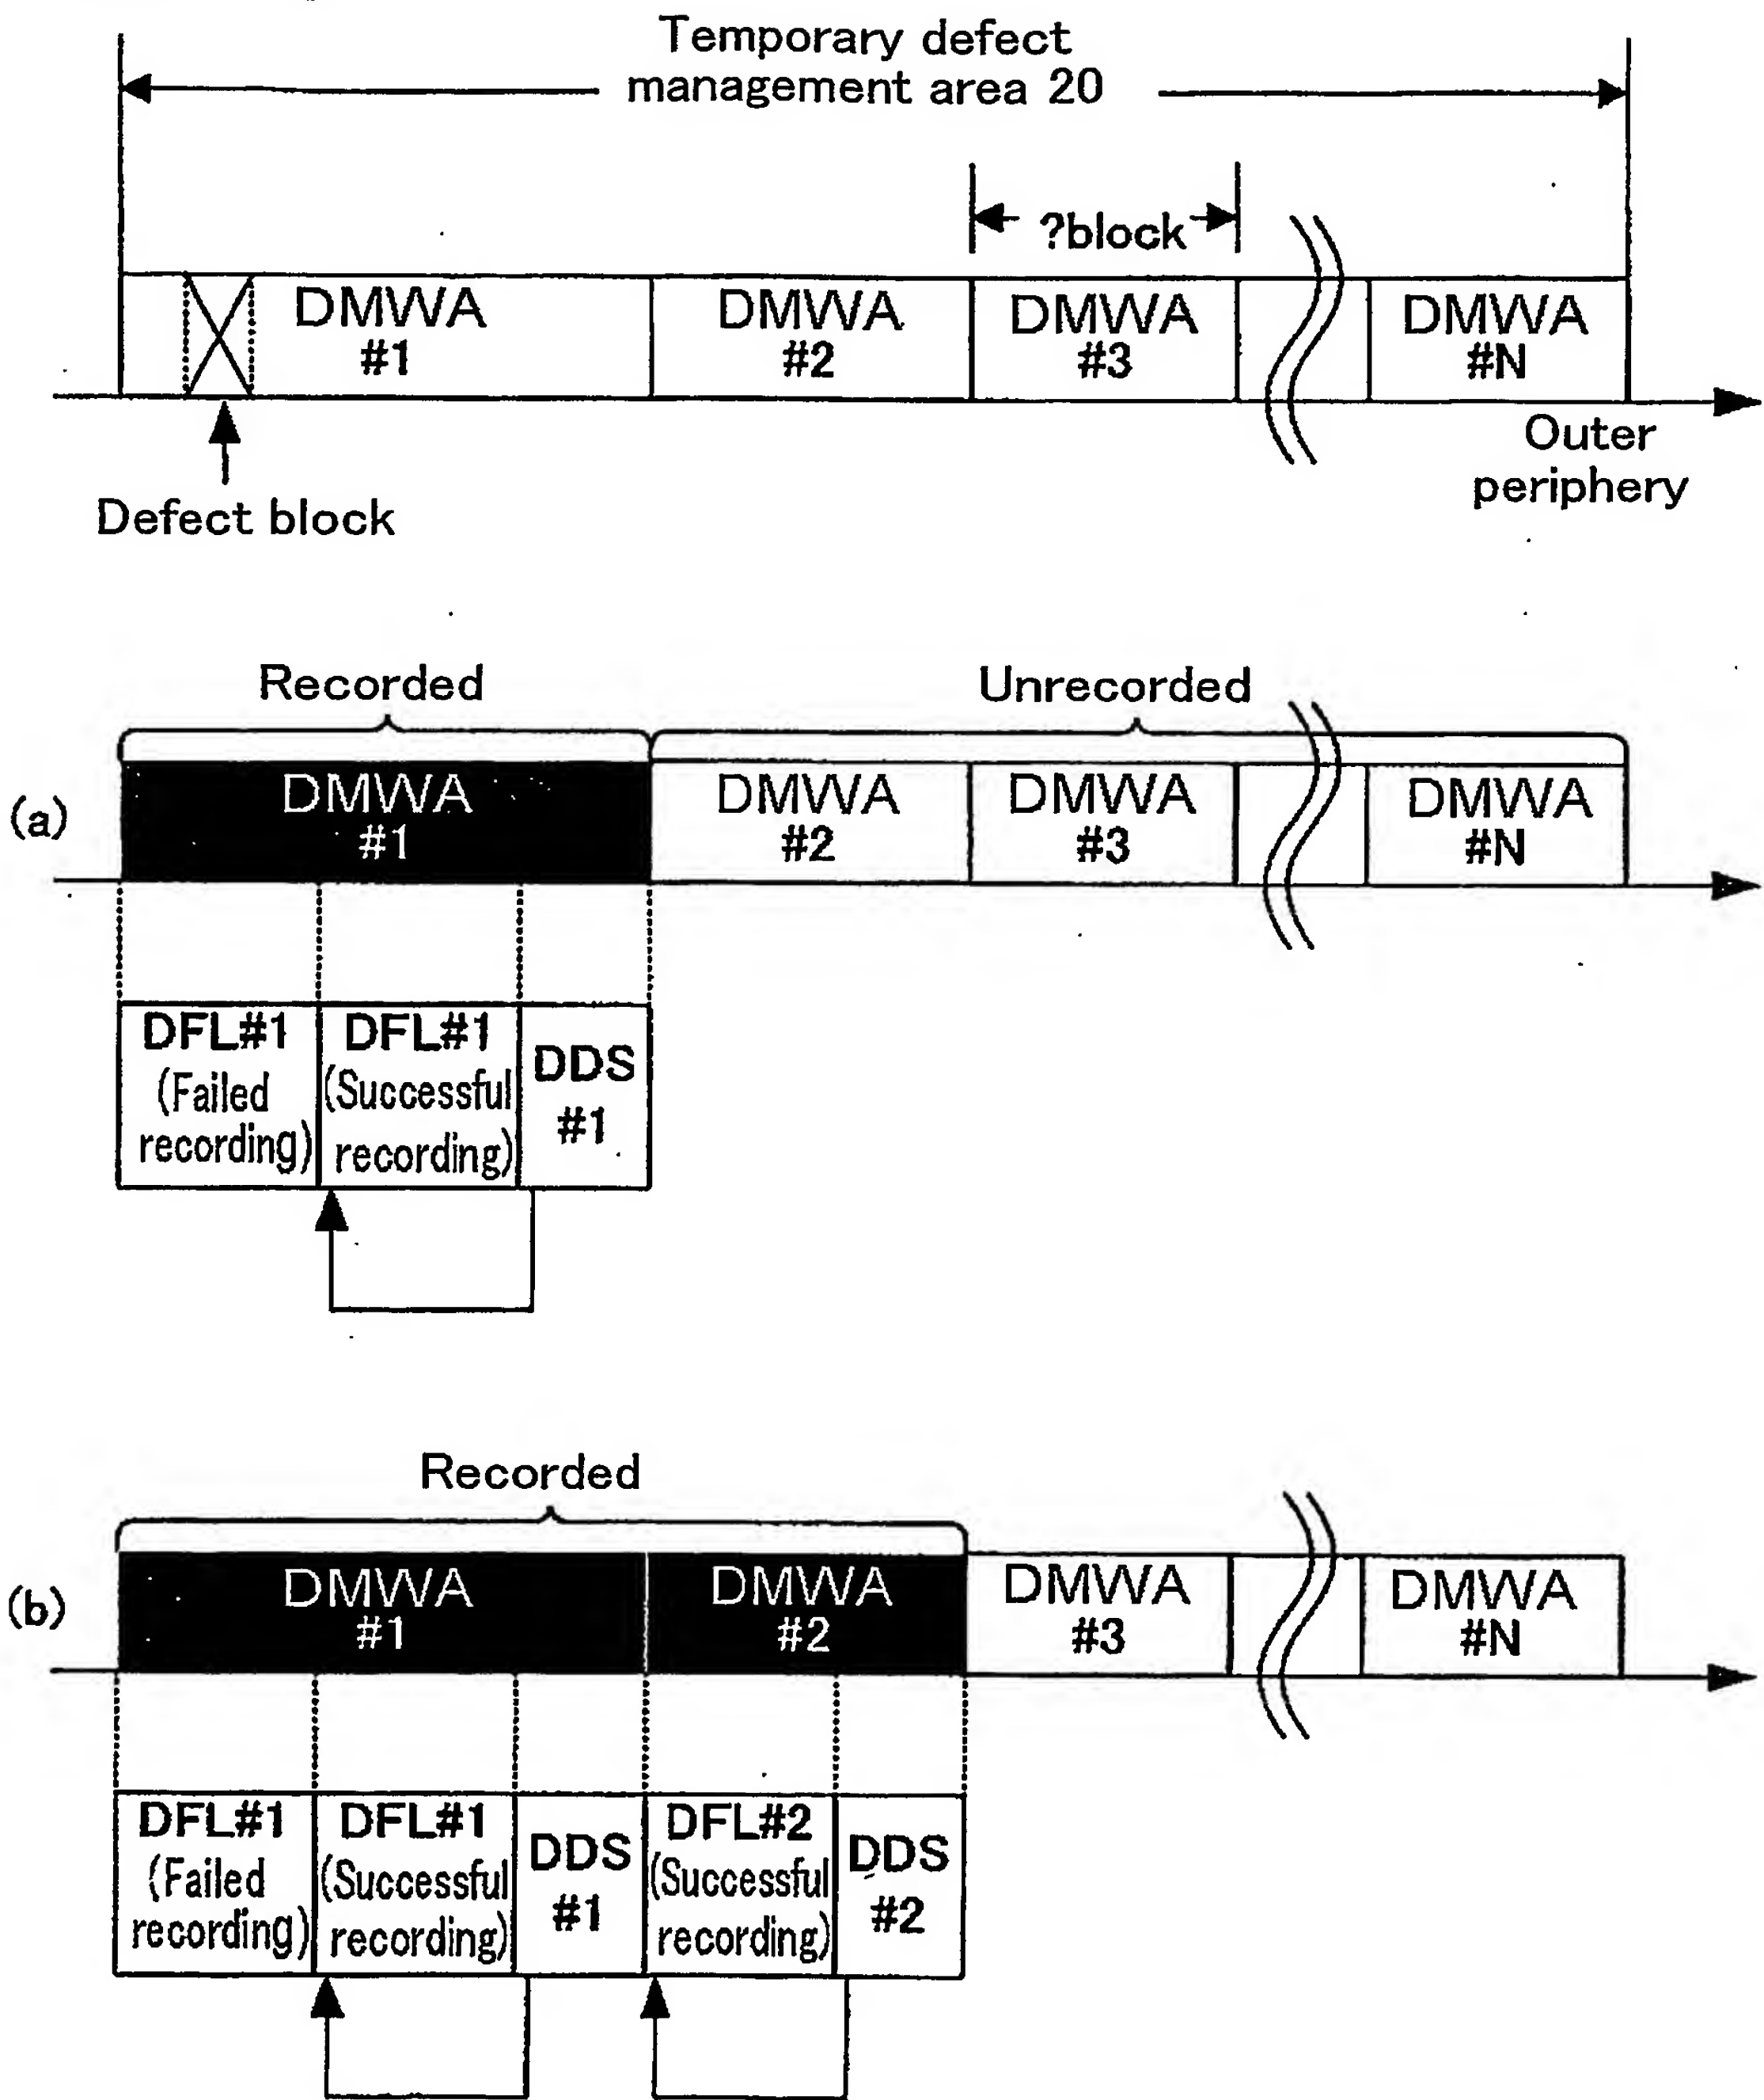 Temporary defect
management area 20
?block
DMWA
#1
DMWA
#2
DMWA
#3
DMWA
#N
Outer
periphery
Defect block
Recorded
Unrecorded
(a)
DMWA
#1
DMWA
#2
DMWA
#3
DMWA
#N
DFL#1
(Failed
recording)
DFL#1
(Successful
recording)
DDS
#1
Recorded
(b)
DMWA
#1
DMWA
#2
DMWA
#3
DMWA
#N
DFL#1
(Failed
recording)
DFL#1
(Successful
recording)
DDS
#1
DFL#2
(Successful
recording)
DDS
#2